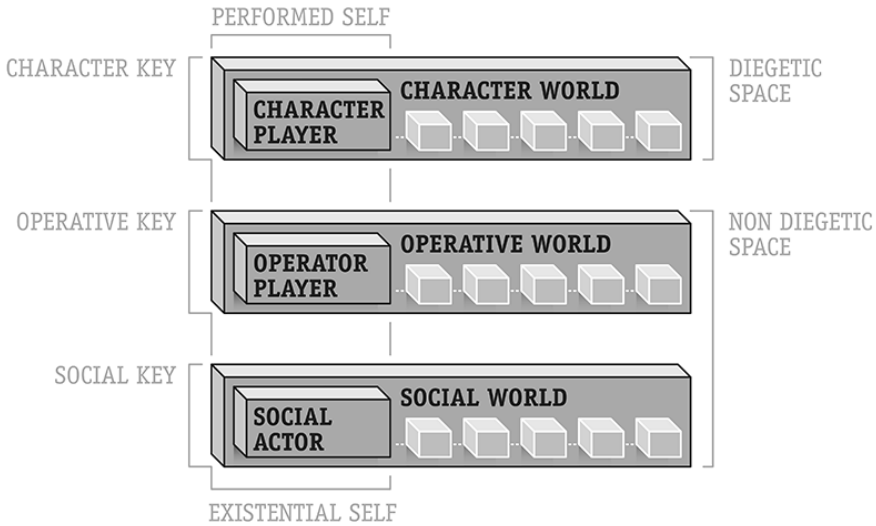 PERFORMED SELF
CHARACTER KEY
CHARACTER WORLD
CHARACTER
PLAYER
DIEGETIC
SPACE
OPERATIVE KEY
OPERATIVE WORLD
OPERATOR
PLAYER
NON DIEGETIC
SPACE
SOCIAL KEY
SOCIAL WORLD
SOCIAL
ACTOR
EXISTENTIAL SELF